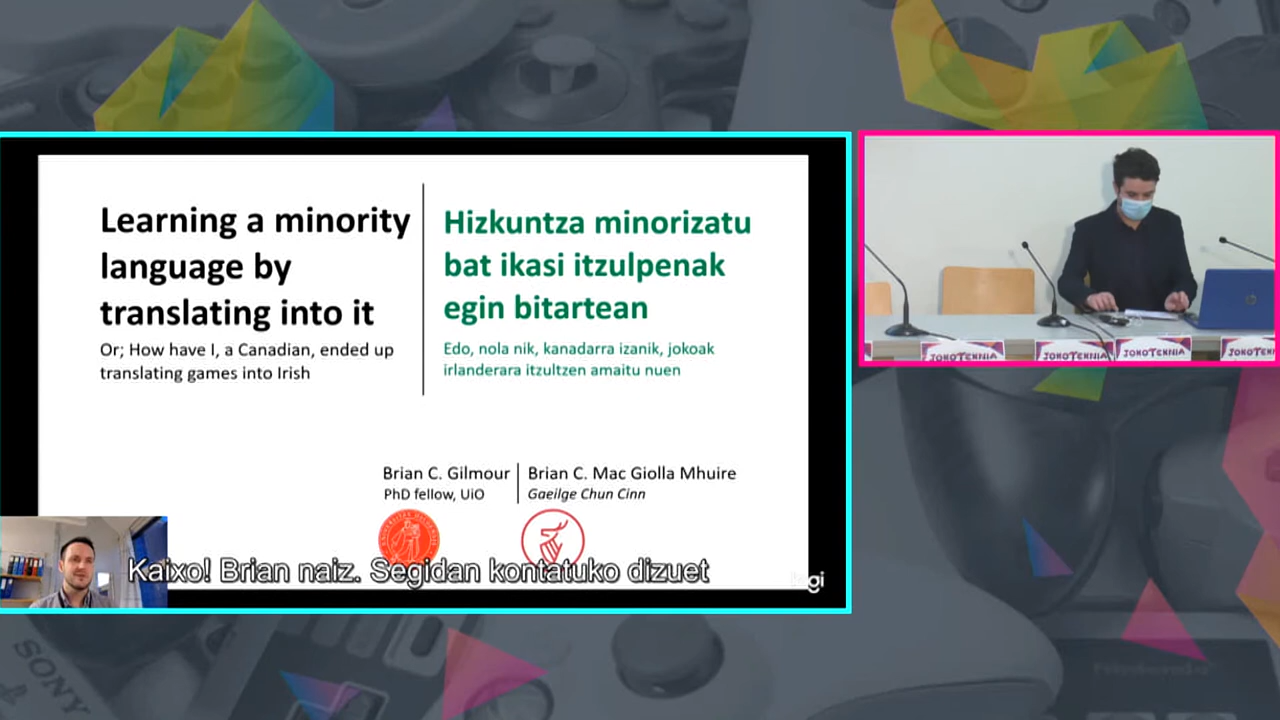 Learning a minority
language by
translating into it
Or; How have I, a Canadian, ended up
translating games into Irish
Hizkuntza minorizatu
bat ikasi itzulpenak
egin bitartean
Edo, nola nik, kanadarra izanik, jokoak
irlanderara itzultzen amaitu nuen
Brian C. Gilmour
PhD fellow, UiO
Brian C. Mac Giolla Mhuire
Gaeilge Chun Cinn
Kaixo! Brian naiz. Segidan kontatuko dizuet
JOKOTEKNIA
JOKOTEKNIA
JOKOTEKNIA
SONY